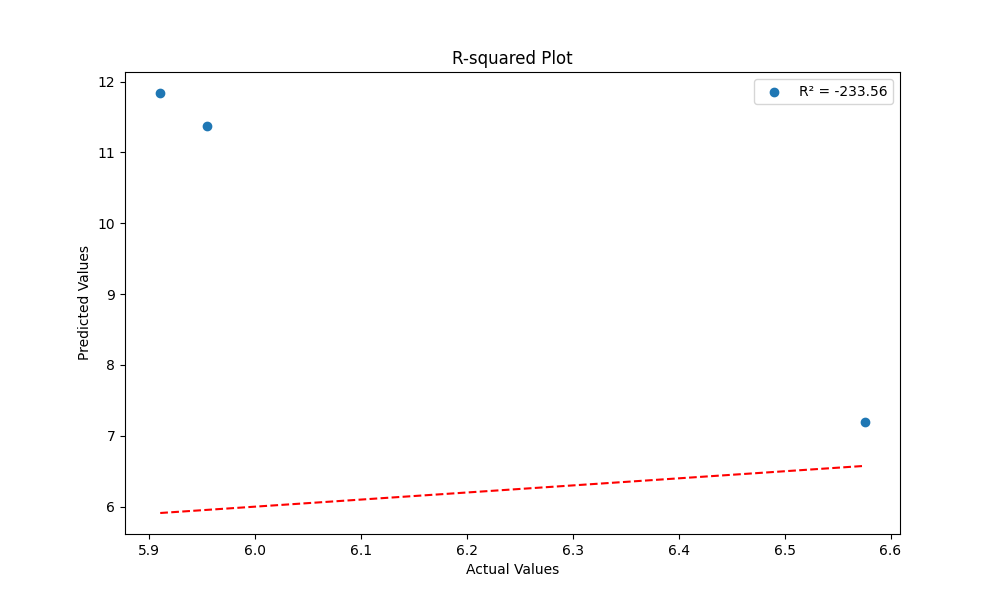 R-squared Plot
R² = -233.56
12
11
10
9
8
7
6
Predicted Values
5.9 6.0 6.1 6.2 6.3 6.4 6.5 6.6
Actual Values